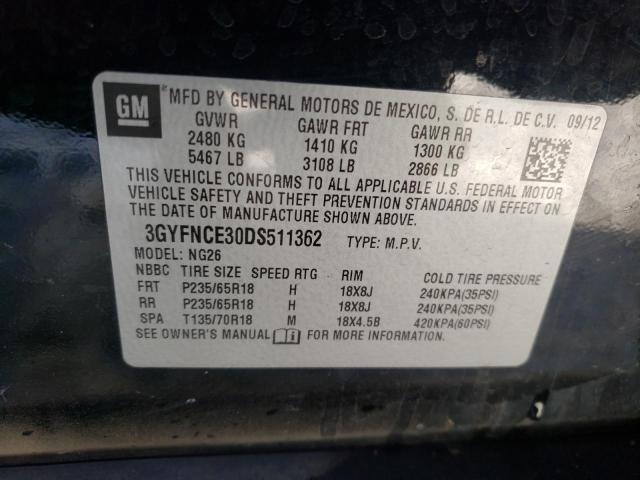 GM
*MFD BY GENERAL MOTORS DE MEXICO, S. DE R.L. DE C.V. 09/12
GVWR GAWR FRT GAWR RR
2480 KG 1410 KG 1300 KG
5467 LB 3108 LB 2866 LB
THIS VEHICLE CONFORMS TO ALL APPLICABLE U.S. FEDERAL MOTOR
VEHICLE SAFETY AND THEFT PREVENTION STANDARDS IN EFFECT ON
THE DATE OF MANUFACTURE SHOWN ABOVE.
3GYFNCE30DS511362 TYPE: M.P.V.
MODEL: NG26
NBBC TIRE SIZE SPEED RTG RIM COLD TIRE PRESSURE
FRT P235/65R18 H 18X8J 240KPA(35PSI)
RR P235/65R18 H 18X8J 240KPA(35PSI)
SPA T135/70R18 M 18X4.5B 420KPA(60PSI)
SEE OWNER'S MANUAL FOR MORE INFORMATION.